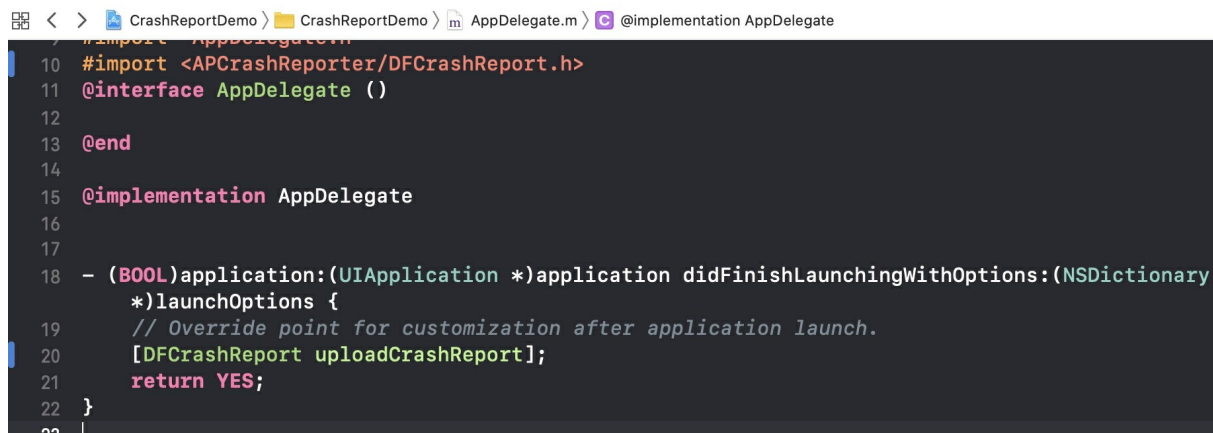 CrashReportDemo 〉 CrashReportDemo 〉 m AppDelegate.m 〉 C @implementation AppDelegate
10 #import <APCrashReporter/DFCrashReport.h>
11 @interface AppDelegate ()
12
13 @end
14
15 @implementation AppDelegate
16
17
18 - (BOOL)application:(UIApplication *)application didFinishLaunchingWithOptions:(NSDictionary
*)launchOptions {
19 // Override point for customization after application launch.
20 [DFCrashReport uploadCrashReport];
21 return YES;
22 }